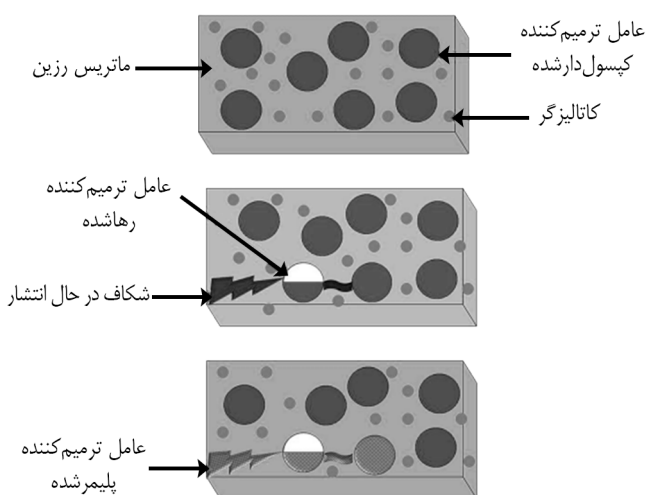 عامل ترمیم‌کننده
کپسول‌دارشده
ماتریس رزین
کاتالیزگر
عامل ترمیم‌کننده
رهاشده
شکاف در حال انتشار
عامل ترمیم‌کننده
پلیمرشده